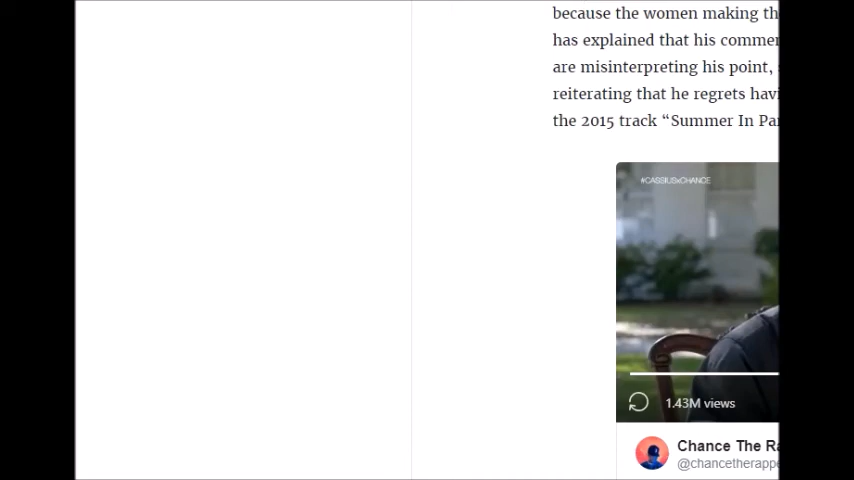 because the women making th
has explained that his commen
are misinterpreting his point,
reiterating that he regrets havi
the 2015 track “Summer In Pa
#CASSIUSxCHANCE
1.43M views
Chance The Ra
@chancetherappe